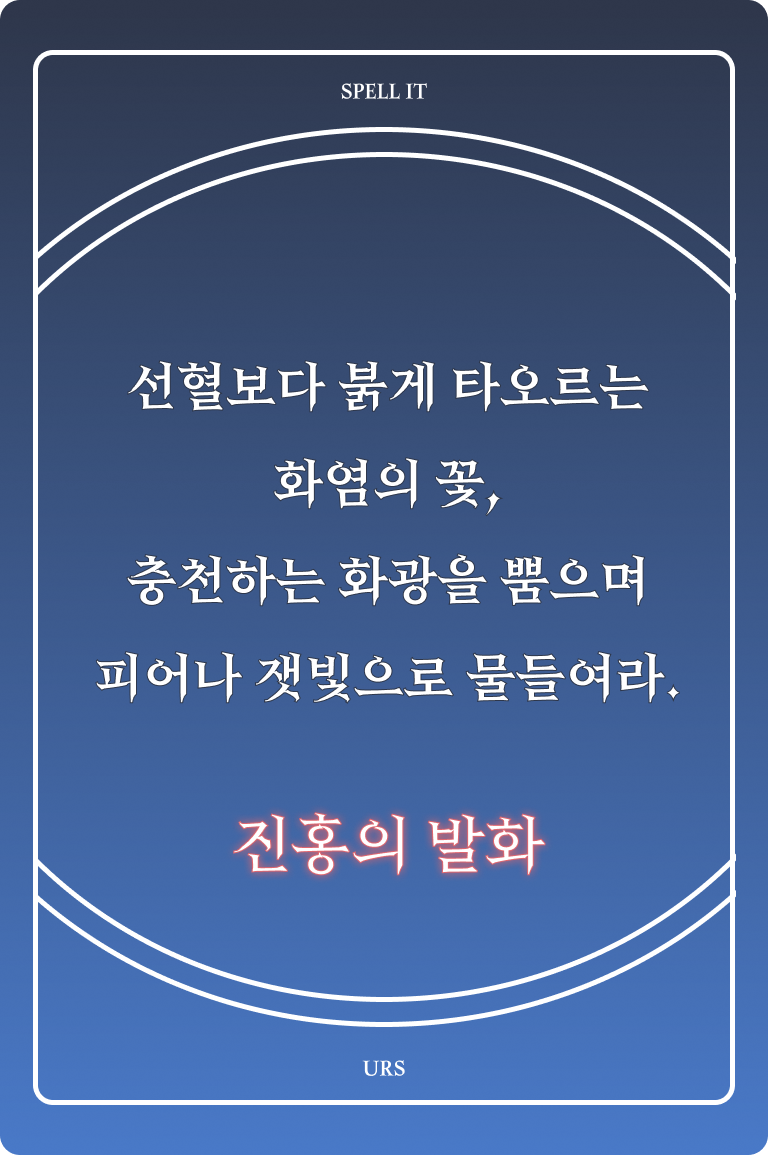 SPELL IT
선혈보다 붉게 타오르는
화염의 꽃,
충천하는 화광을 뿜으며
피어나 잿빛으로 물들여라.
진홍의 발화
URS